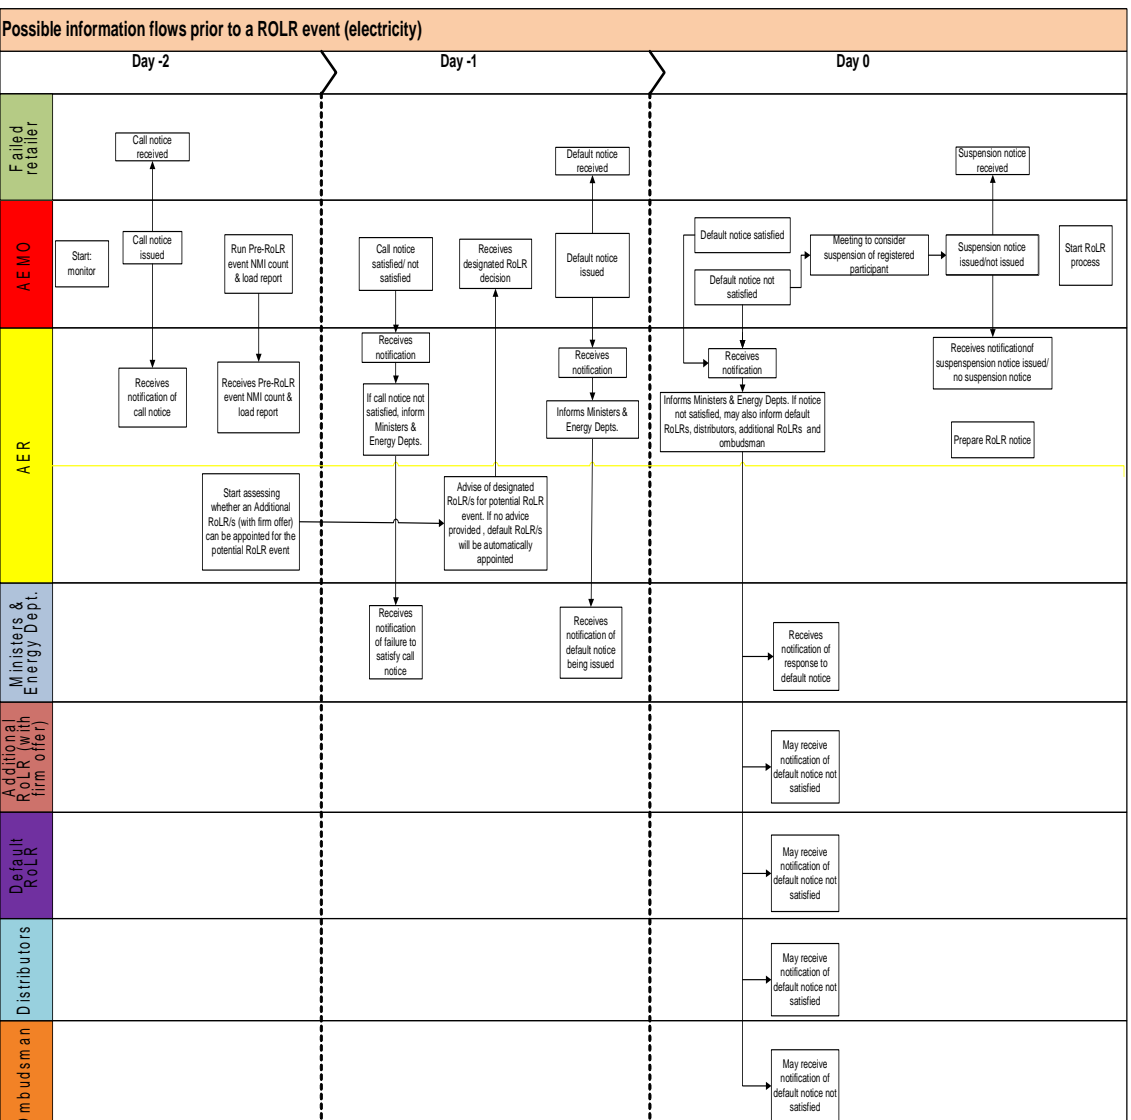 Possible information flows prior to a ROLR event (electricity)
Day -2
Day -1
Day 0
Failed
retailer
Call notice
received
Default notice
received
Suspension notice
received
AEMO
Start:
monitor
Call notice
issued
Run Pre-RoLR
event NMI count
& load report
Call notice
satisfied/ not
satisfied
Receives
designated RoLR
decision
Default notice
issued
Default notice satisfied
Default notice not
satisfied
Meeting to consider
suspension of registered
participant
Suspension notice
issued/not issued
Start RoLR
process
AER
Receives
notification of
call notice
Receives Pre-RoLR
event NMI count &
load report
Receives
notification
If call notice not
satisfied, inform
Ministers &
Energy Depts.
Receives
notification
Informs Ministers &
Energy Depts.
Receives
notification
Informs Ministers & Energy Depts. If notice
not satisfied, may also inform default
RoLRs, distributors, additional RoLRs and
ombudsman
Receives notificationof
suspenspension notice issued/
no suspension notice
Prepare RoLR notice
Start assessing
whether an Additional
RoLR/s (with firm offer)
can be appointed for the
potential RoLR event
Advise of designated
RoLR/s for potential RoLR
event. If no advice
provided , default RoLR/s
will be automatically
appointed
Ministers &
Energy Dept.
Receives
notification
of failure to
satisfy call
notice
Receives
notification of
default notice
being issued
Receives
notification of
response to
default notice
Additional
RoLR (with
firm offer)
May receive
notification of
default notice not
satisfied
Default
RoLR
May receive
notification of
default notice not
satisfied
Distributors
May receive
notification of
default notice not
satisfied
mbudsman
May receive
notification of
default notice not
satisfied